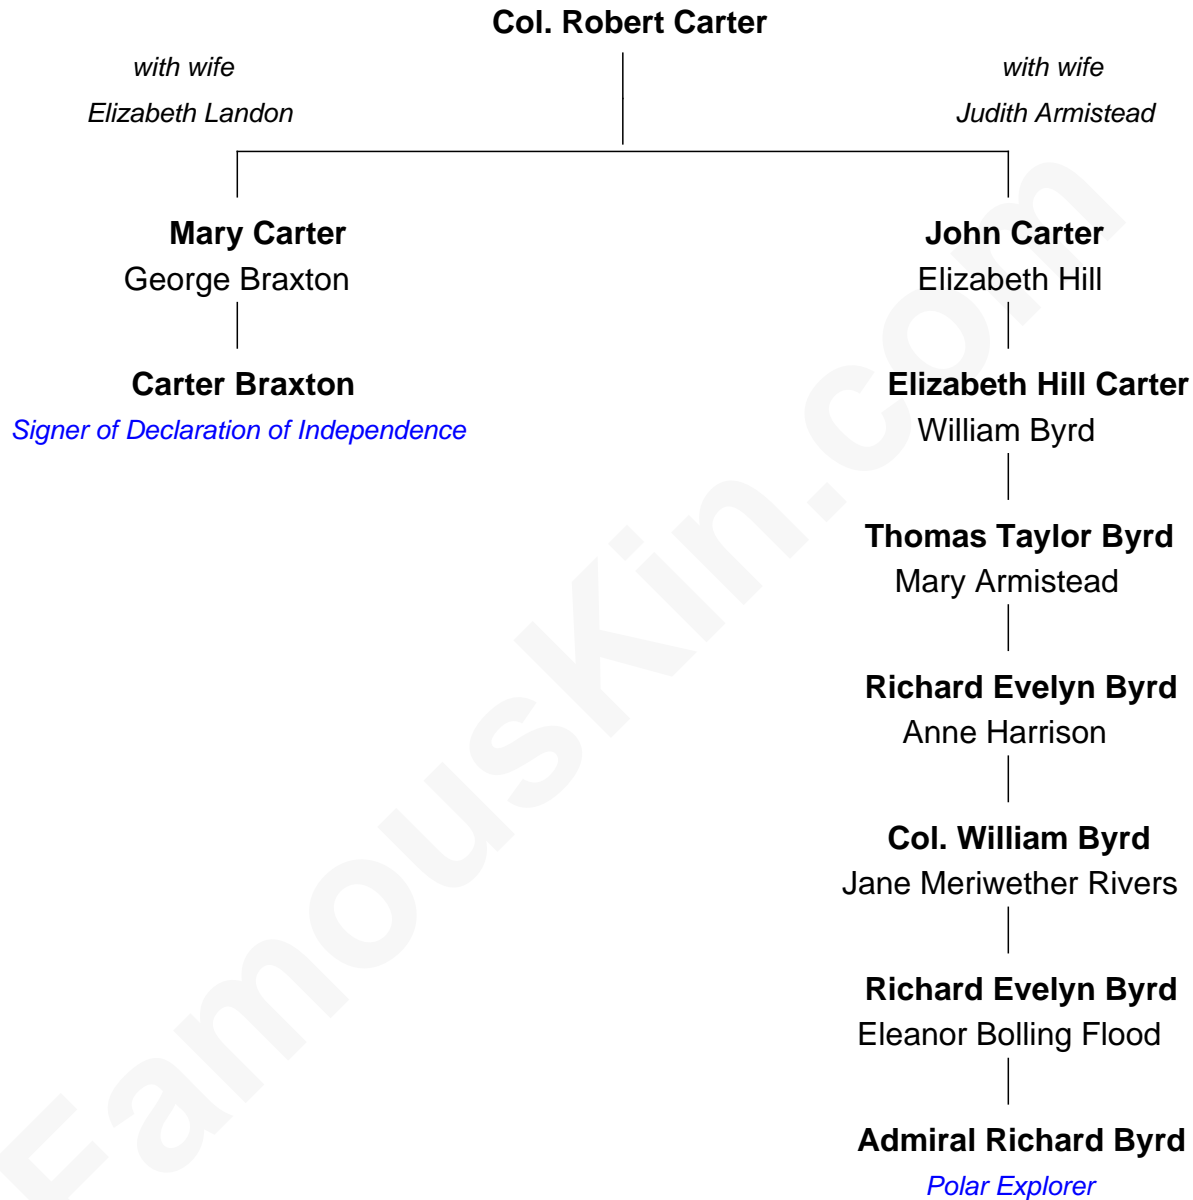 Col. Robert Carter
with wife
Elizabeth Landon
with wife
Judith Armistead
Mary Carter
George Braxton
John Carter
Elizabeth Hill
Carter Braxton
Signer of Declaration of Independence
Elizabeth Hill Carter
William Byrd
Thomas Taylor Byrd
Mary Armistead
Richard Evelyn Byrd
Anne Harrison
Col. William Byrd
Jane Meriwether Rivers
Richard Evelyn Byrd
Eleanor Bolling Flood
Admiral Richard Byrd
Polar Explorer
FamousKin.com